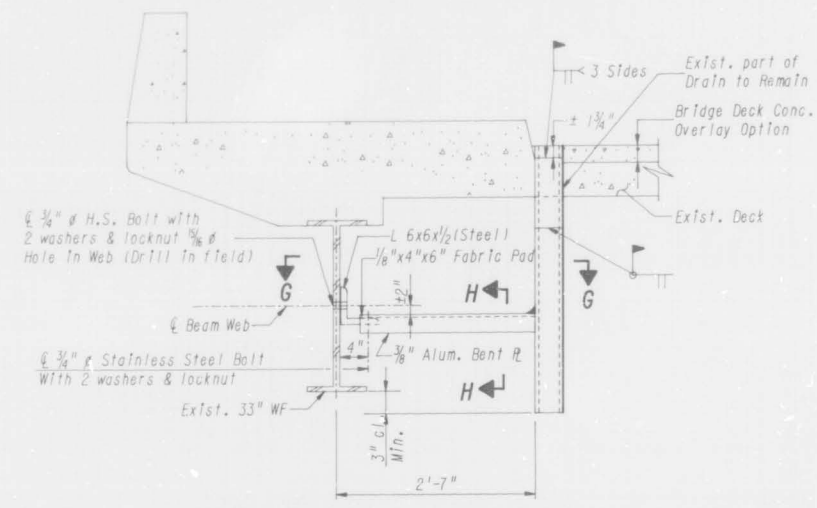 3 Sides
Exist. part of
Drain to Remain
± 1¾"
Bridge Deck Conc.
Overlay Option
℄ ¾" ø H.S. Bolt with
2 washers & locknut 15/16 ø
Hole in Web (Drill in field)
L 6x6x½ (Steel)
⅛"x4"x6" Fabric Pad
Exist. Deck
G
H
G
±2"
℄ Beam Web
4"
⅜" Alum. Bent ℙL
℄ ¾" ø Stainless Steel Bolt
With 2 washers & locknut
H
Exist. 33" WF
3" cl.
Min.
2'-7"